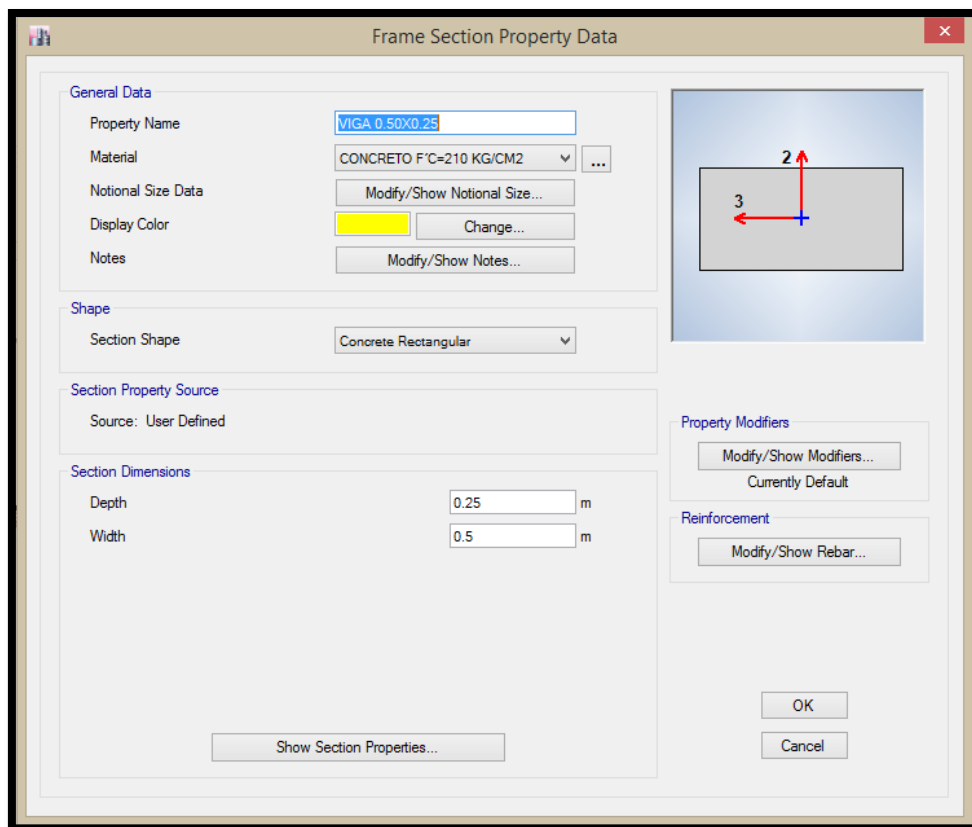 Frame Section Property Data
General Data
Property Name VIGA 0.50X0.25
Material CONCRETO F´C=210 KG/CM2 ...
Notional Size Data Modify/Show Notional Size...
Display Color Change...
Notes Modify/Show Notes...
Shape
Section Shape Concrete Rectangular
Section Property Source
Source: User Defined
Section Dimensions
Depth 0.25 m
Width 0.5 m
Show Section Properties...
2
3
Property Modifiers
Modify/Show Modifiers...
Currently Default
Reinforcement
Modify/Show Rebar...
OK
Cancel